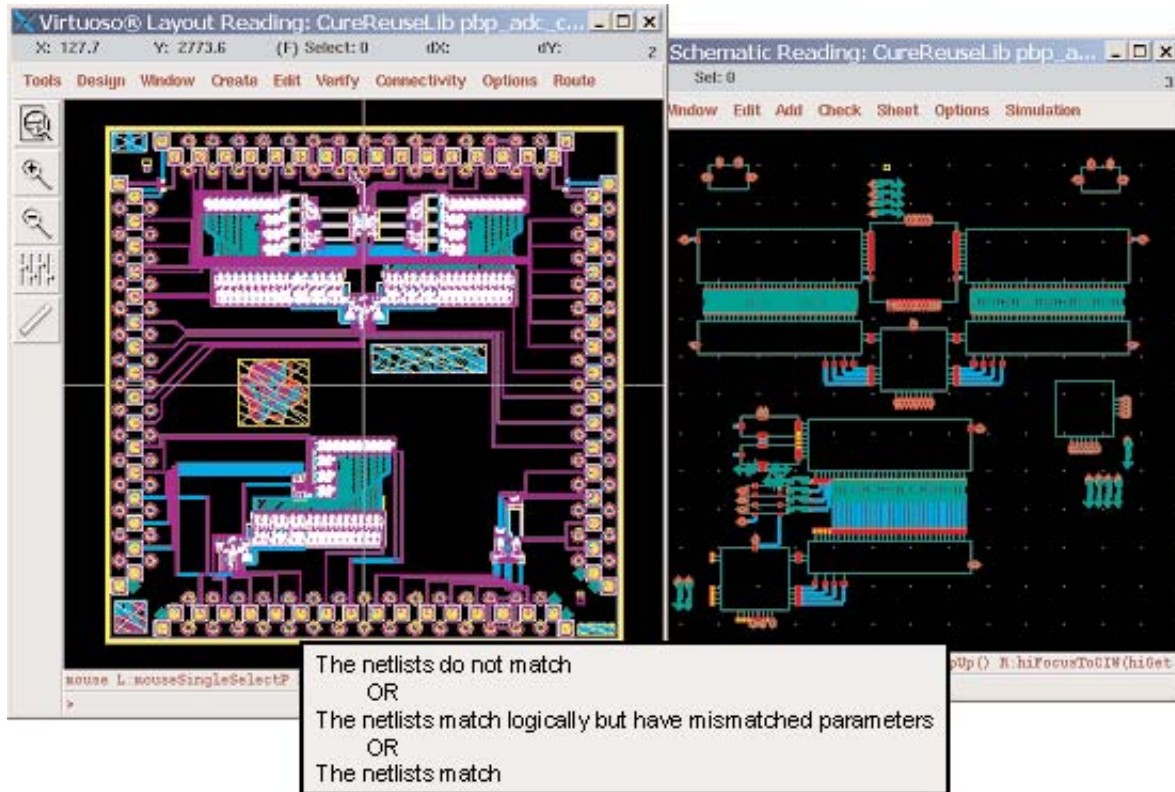 Virtuoso® Layout Reading: CureReuseLib pbp_adc_c...
X: 127.7 Y: 2773.6 (F) Select: 0 dX: dY: 2
Tools Design Window Create Edit Verify Connectivity Options Route
mouse L: mouseSingleSelectP
>
Schematic Reading: CureReuseLib pbp_a...
Sel: 0 3
Window Edit Add Check Sheet Options Simulation
pUp() R:hiFocusToCIW(hiGet
The netlists do not match
OR
The netlists match logically but have mismatched parameters
OR
The netlists match